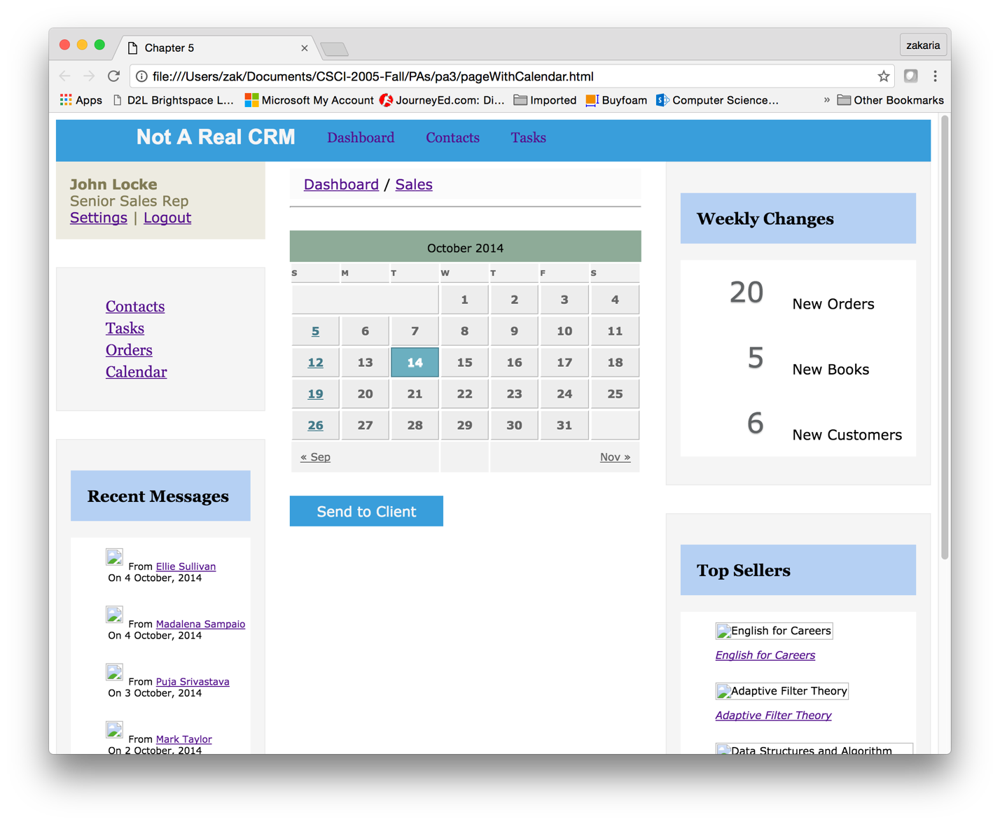 Chapter 5
zakaria
file:///Users/zak/Documents/CSCI-2005-Fall/PAs/pa3/pageWithCalendar.html
Apps D2L Brightspace L... Microsoft My Account JourneyEd.com: Di... Imported Buyfoam Computer Science... » Other Bookmarks
Not A Real CRM Dashboard Contacts Tasks
John Locke
Senior Sales Rep
Settings | Logout
Contacts
Tasks
Orders
Calendar
Recent Messages
From Ellie Sullivan
On 4 October, 2014
From Madalena Sampaio
On 4 October, 2014
From Puja Srivastava
On 3 October, 2014
From Mark Taylor
On 2 October, 2014
Dashboard / Sales
October 2014
S M T W T F S
1 2 3 4
5 6 7 8 9 10 11
12 13 14 15 16 17 18
19 20 21 22 23 24 25
26 27 28 29 30 31
« Sep Nov »
Send to Client
Weekly Changes
20 New Orders
5 New Books
6 New Customers
Top Sellers
English for Careers
English for Careers
Adaptive Filter Theory
Adaptive Filter Theory
Data Structures and Algorithm